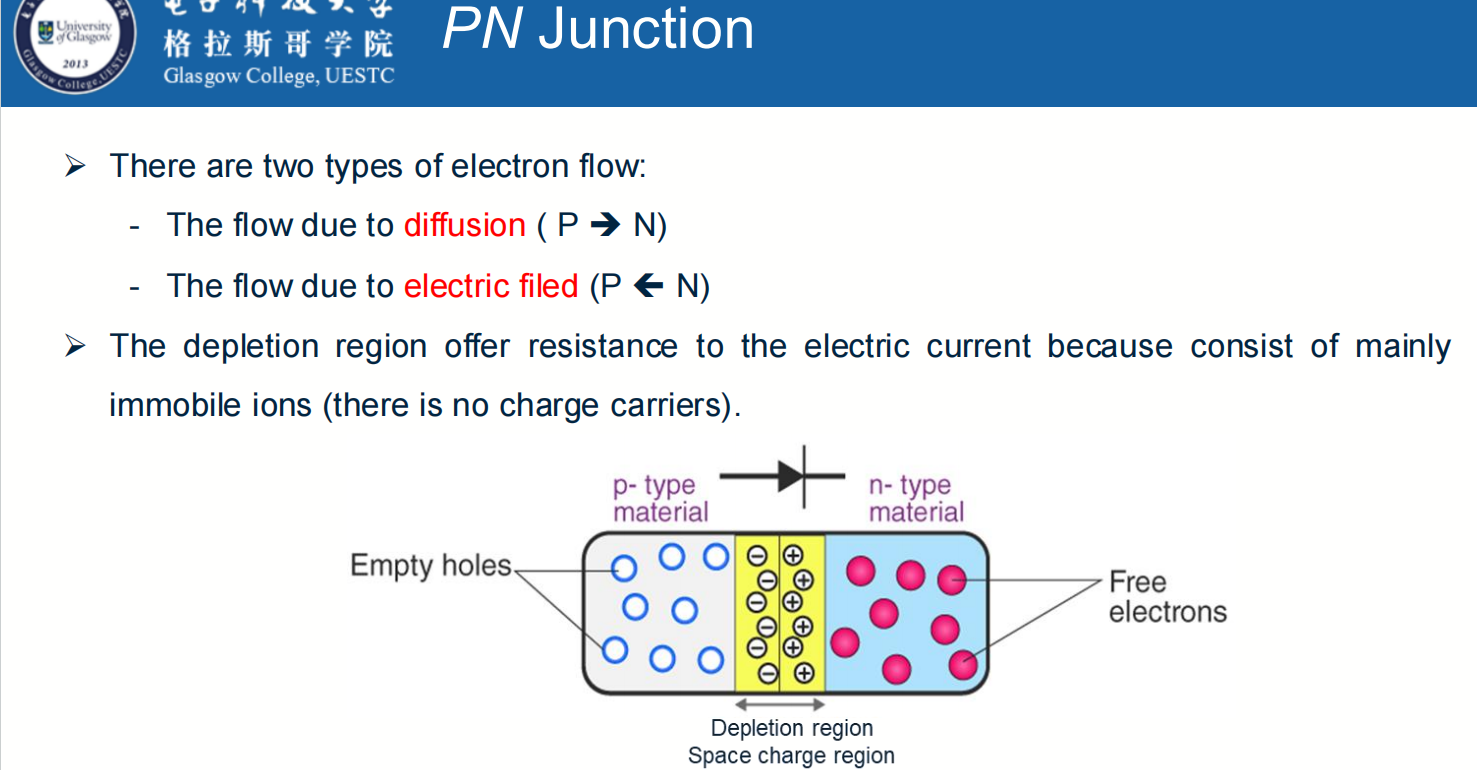 University
of Glasgow
2013
Glasgow College, UESTC
格拉斯哥学院
Glasgow College, UESTC
PN Junction
➢ There are two types of electron flow:
- The flow due to diffusion ( P ➔ N)
- The flow due to electric filed (P 🡸 N)
➢ The depletion region offer resistance to the electric current because consist of mainly
immobile ions (there is no charge carriers).
p- type
material
n- type
material
Empty holes
Free
electrons
Depletion region
Space charge region